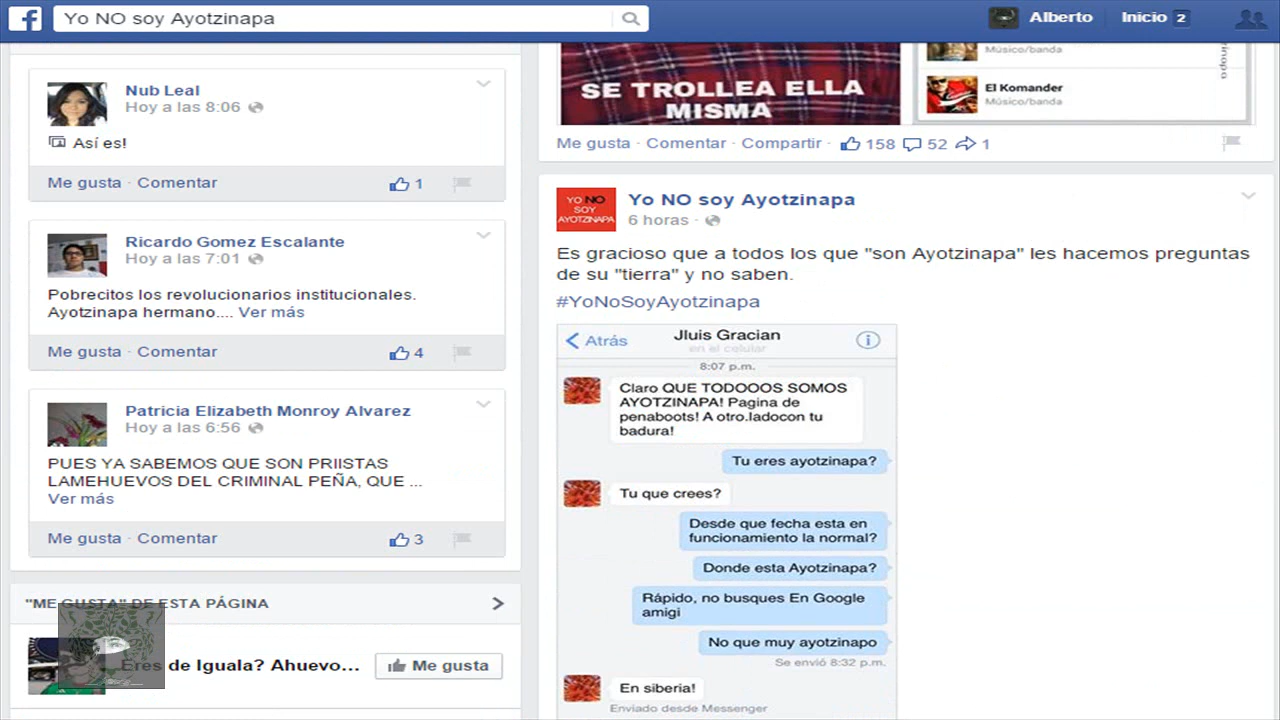 Yo NO soy Ayotzinapa
Alberto
Inicio 2
Nub Leal
Hoy a las 8:06
Así es!
Me gusta · Comentar
1
Ricardo Gomez Escalante
Hoy a las 7:01
Pobrecitos los revolucionarios institucionales.
Ayotzinapa hermano.... Ver más
Me gusta · Comentar
4
Patricia Elizabeth Monroy Alvarez
Hoy a las 6:56
PUES YA SABEMOS QUE SON PRIISTAS
LAMEHUEVOS DEL CRIMINAL PEÑA, QUE ...
Ver más
Me gusta · Comentar
3
"ME GUSTA" DE ESTA PÁGINA
Eres de Iguala? Ahuevo...
Me gusta
SE TROLLEA ELLA
MISMA
Músico/banda
El Komander
Músico/banda
Me gusta · Comentar · Compartir · 158 52 1
YO NO
SOY
AYOTZINAPA
Yo NO soy Ayotzinapa
6 horas ·
Es gracioso que a todos los que "son Ayotzinapa" les hacemos preguntas
de su "tierra" y no saben.
#YoNoSoyAyotzinapa
Atrás
Jluis Gracian
en el celular
8:07 p.m.
Claro QUE TODOOOS SOMOS
AYOTZINAPA! Pagina de
penaboots! A otro.ladocon tu
badura!
Tu eres ayotzinapa?
Tu que crees?
Desde que fecha esta en
funcionamiento la normal?
Donde esta Ayotzinapa?
Rápido, no busques En Google
amigi
No que muy ayotzinapo
Se envió 8:32 p.m.
En siberia!
Enviado desde Messenger